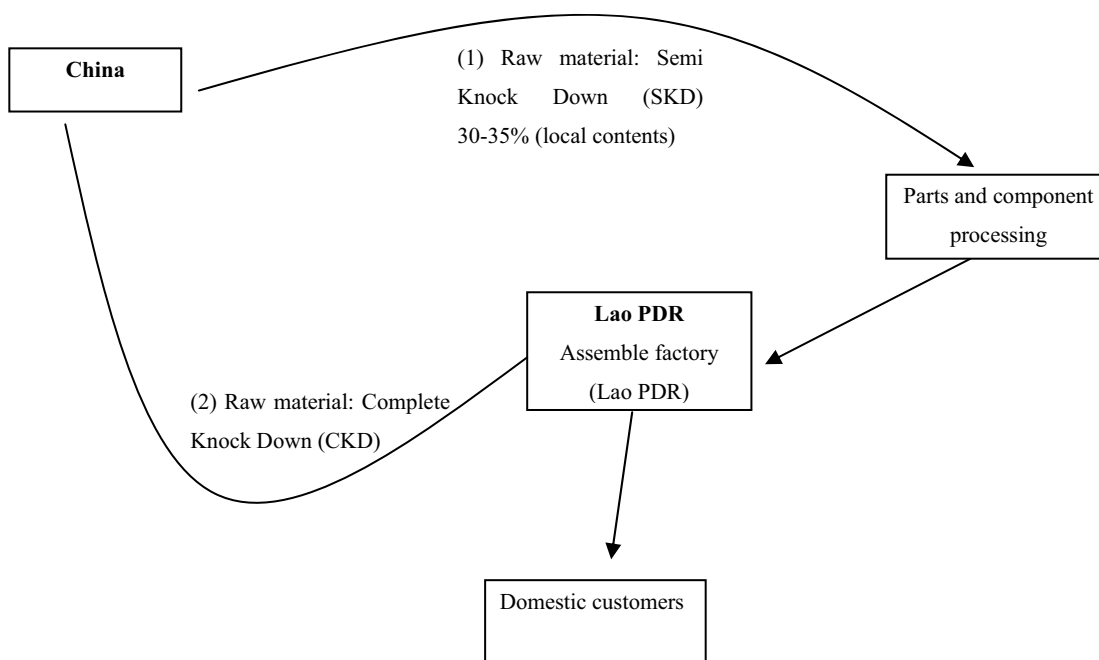 China
(1) Raw material: Semi
Knock Down (SKD)
30-35% (local contents)
Parts and component
processing
Lao PDR
Assemble factory
(Lao PDR)
(2) Raw material: Complete
Knock Down (CKD)
Domestic customers